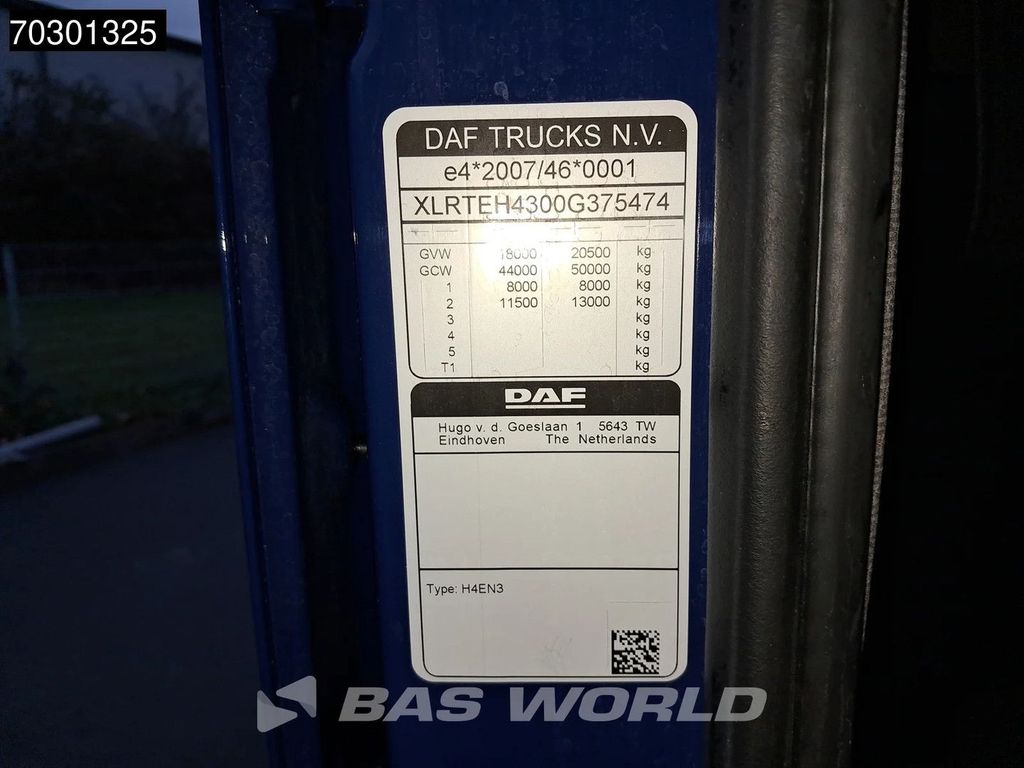 70301325
DAF TRUCKS N.V.
e4*2007/46*0001
XLRTEH4300G375474
GVW 18000 20500 kg
GCW 44000 50000 kg
1 8000 8000 kg
2 11500 13000 kg
3 kg
4 kg
5 kg
T1 kg
DAF
Hugo v. d. Goeslaan 1 5643 TW
Eindhoven The Netherlands
Type: H4EN3
BAS WORLD